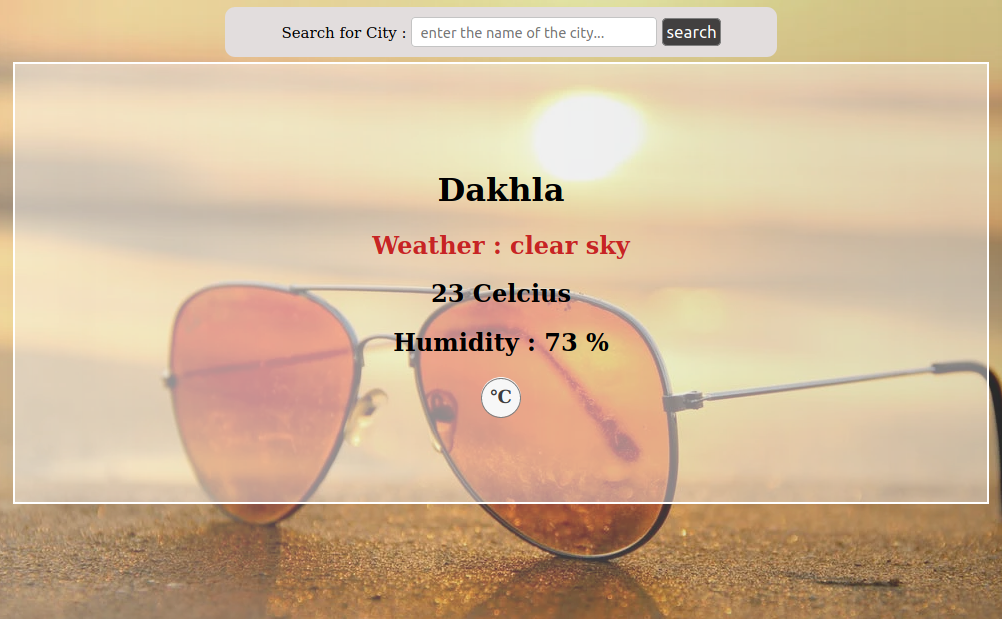 Search for City : enter the name of the city... search
Dakhla
Weather : clear sky
23 Celcius
Humidity : 73 %
°C